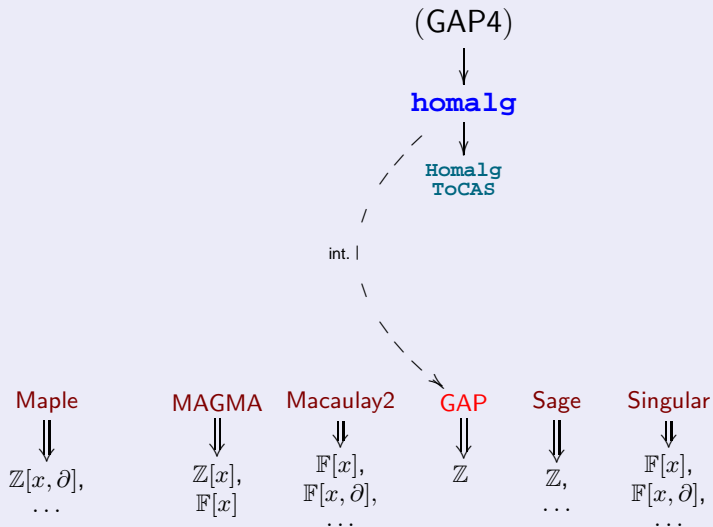 (GAP4)
homalg
Homalg
ToCAS
int.
Maple MAGMA Macaulay2 GAP Sage Singular
ℤ[x, ∂], ℤ[x], 𝔽[x], ℤ ℤ, 𝔽[x],
... 𝔽[x] 𝔽[x, ∂], ... 𝔽[x, ∂],
... ...